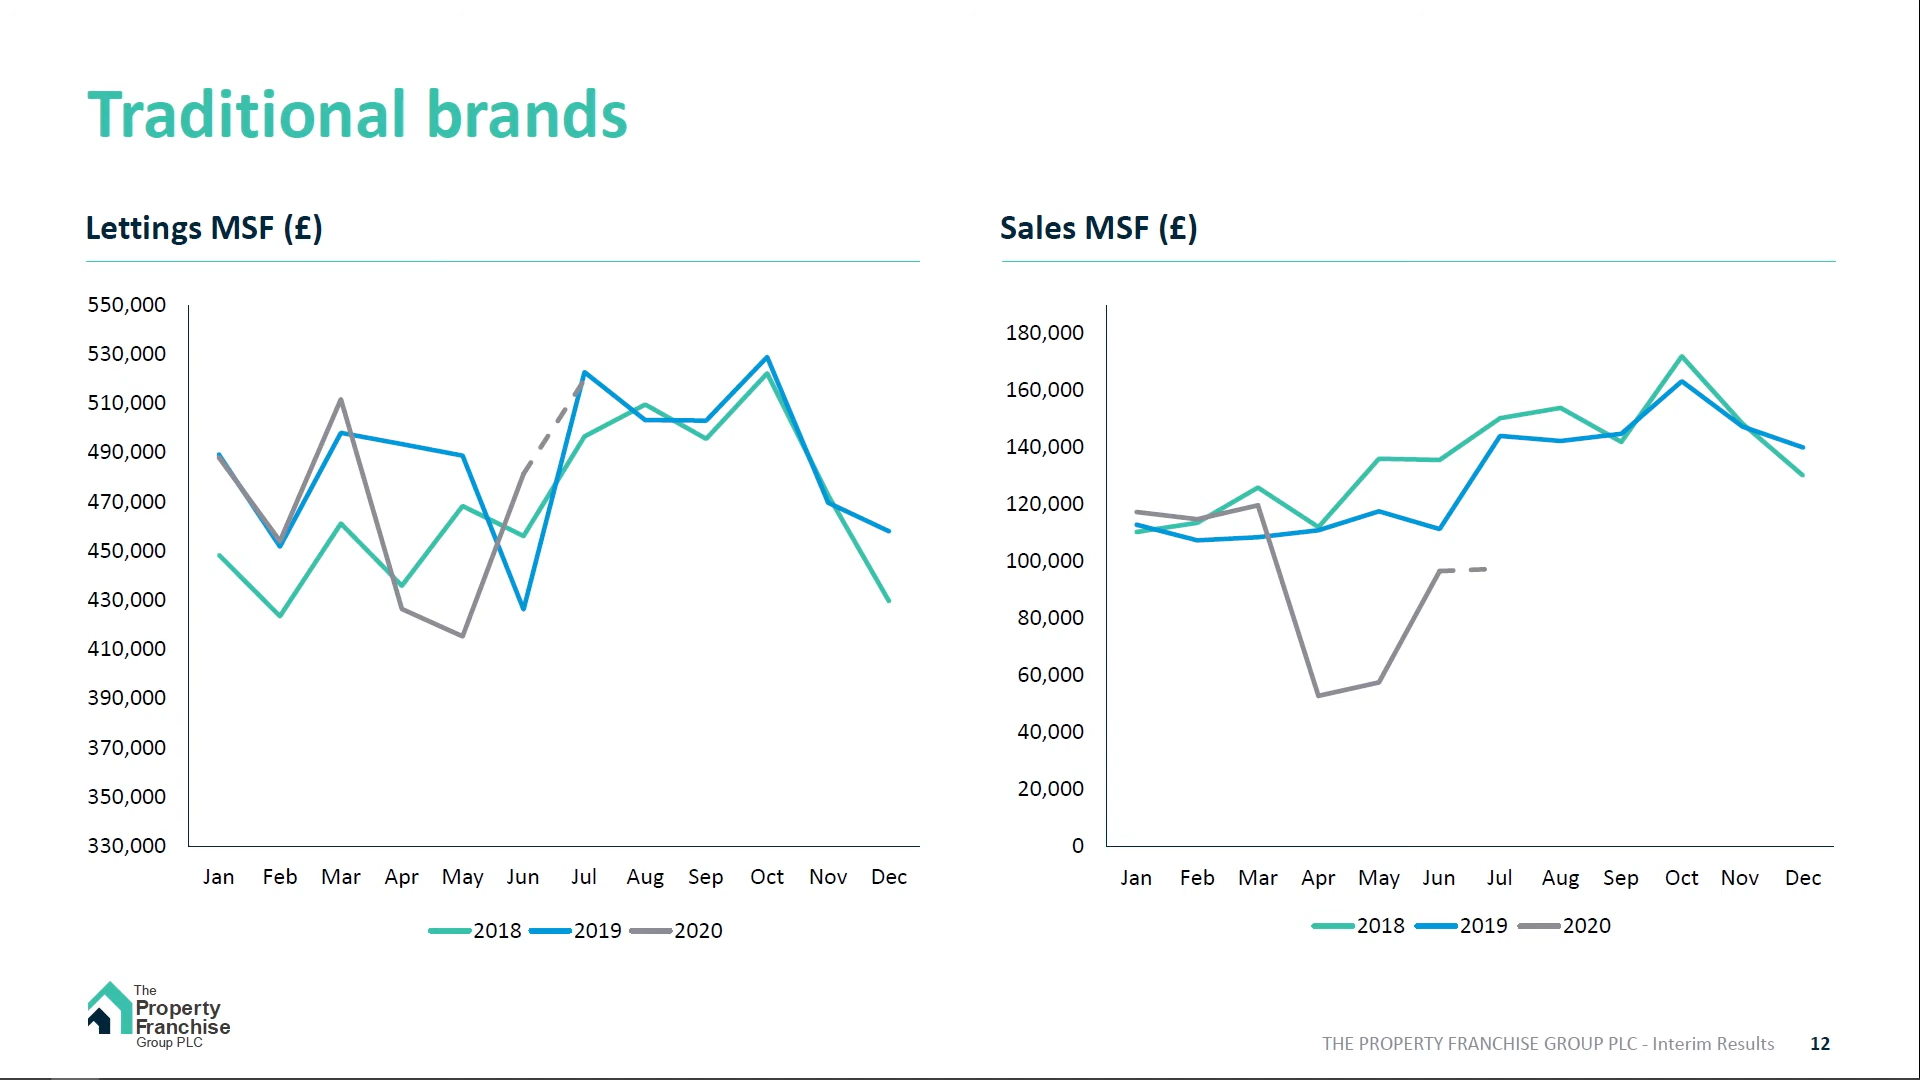 Traditional brands
Lettings MSF (£)
550,000
530,000
510,000
490,000
470,000
450,000
430,000
410,000
390,000
370,000
350,000
330,000
Jan Feb Mar Apr May Jun Jul Aug Sep Oct Nov Dec
2018 2019 2020
Sales MSF (£)
180,000
160,000
140,000
120,000
100,000
80,000
60,000
40,000
20,000
0
Jan Feb Mar Apr May Jun Jul Aug Sep Oct Nov Dec
2018 2019 2020
The
Property
Franchise
Group PLC
THE PROPERTY FRANCHISE GROUP PLC - Interim Results 12